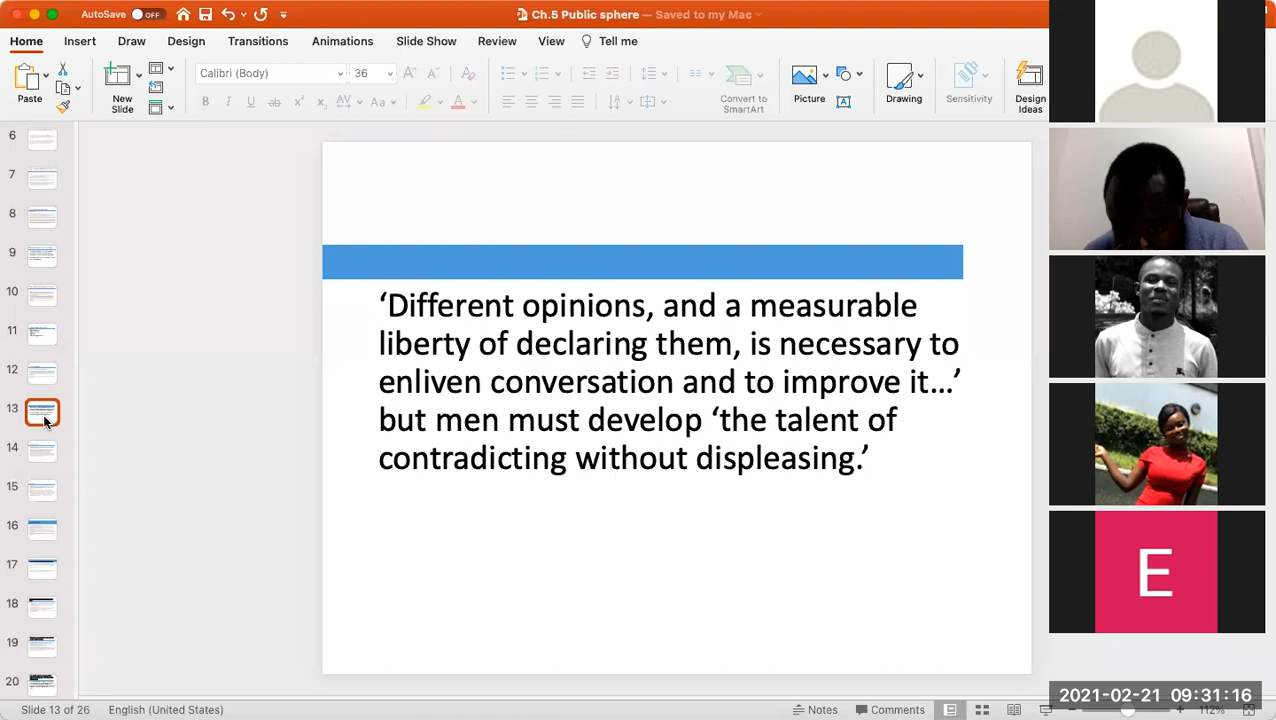 AutoSave OFF
Ch.5 Public sphere — Saved to my Mac
Home Insert Draw Design Transitions Animations Slide Show Review View Tell me
Calibri (Body) 36
Paste
New Slide
Convert to SmartArt
Picture
Drawing
Sensitivity
Design Ideas
6
7
8
9
10
11
12
13
14
15
16
17
18
19
20
‘Different opinions, and a measurable
liberty of declaring them, is necessary to
enliven conversation and to improve it…’
but men must develop ‘the talent of
contradicting without displeasing.’
E
2021-02-21 09:31:16
Slide 13 of 26 English (United States) Notes Comments 112%